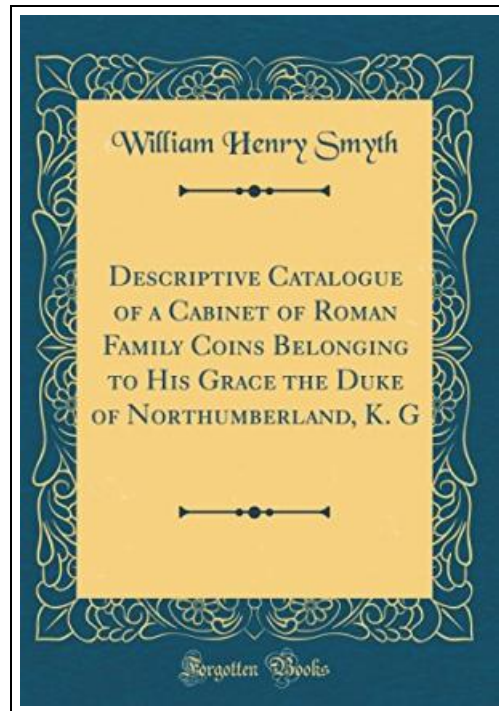 William Henry Smyth
Descriptive Catalogue
of a Cabinet of Roman
Family Coins Belonging
to His Grace the Duke
of Northumberland, K. G
Forgotten Books